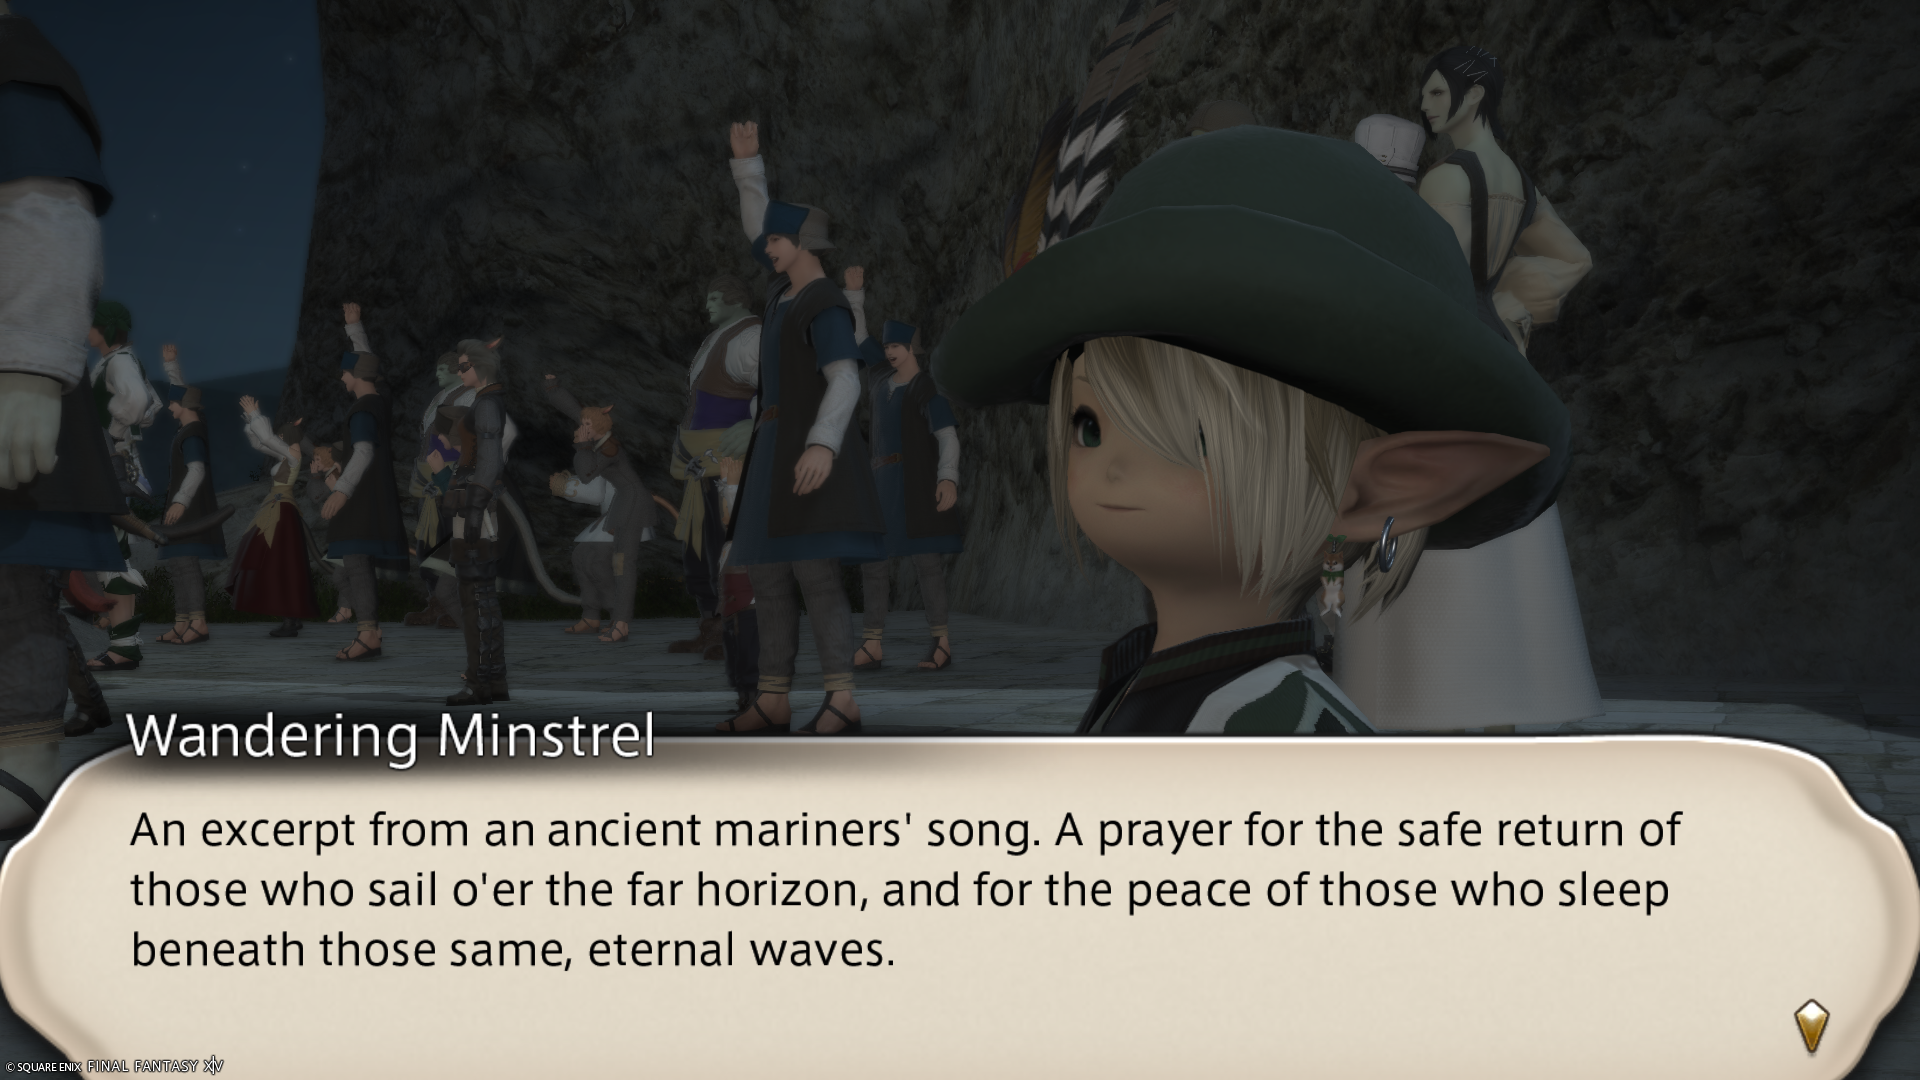 Wandering Minstrel
An excerpt from an ancient mariners' song. A prayer for the safe return of
those who sail o'er the far horizon, and for the peace of those who sleep
beneath those same, eternal waves.
© SQUARE ENIX FINAL FANTASY XIV